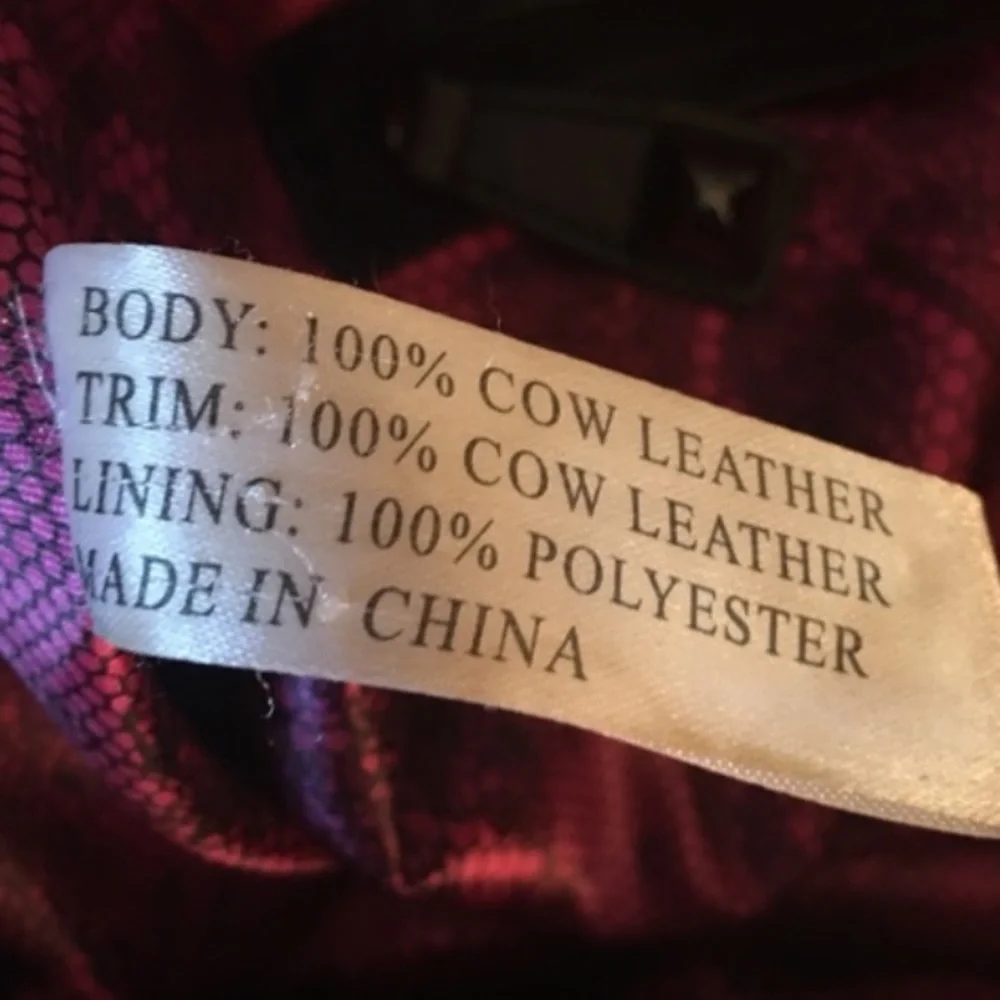 BODY: 100% COW LEATHER
TRIM: 100% COW LEATHER
LINING: 100% POLYESTER
MADE IN CHINA